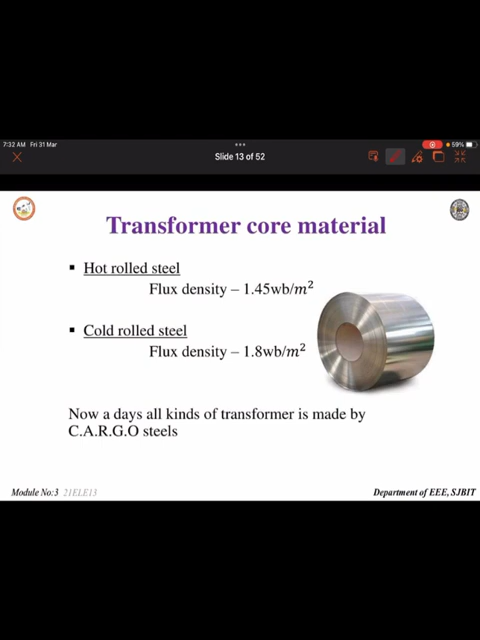 7:32 AM Fri 31 Mar
59%
Slide 13 of 52
Transformer core material
▪ Hot rolled steel
Flux density – 1.45wb/m²
▪ Cold rolled steel
Flux density – 1.8wb/m²
Now a days all kinds of transformer is made by
C.A.R.G.O steels
Module No:3 21ELE13
Department of EEE, SJBIT